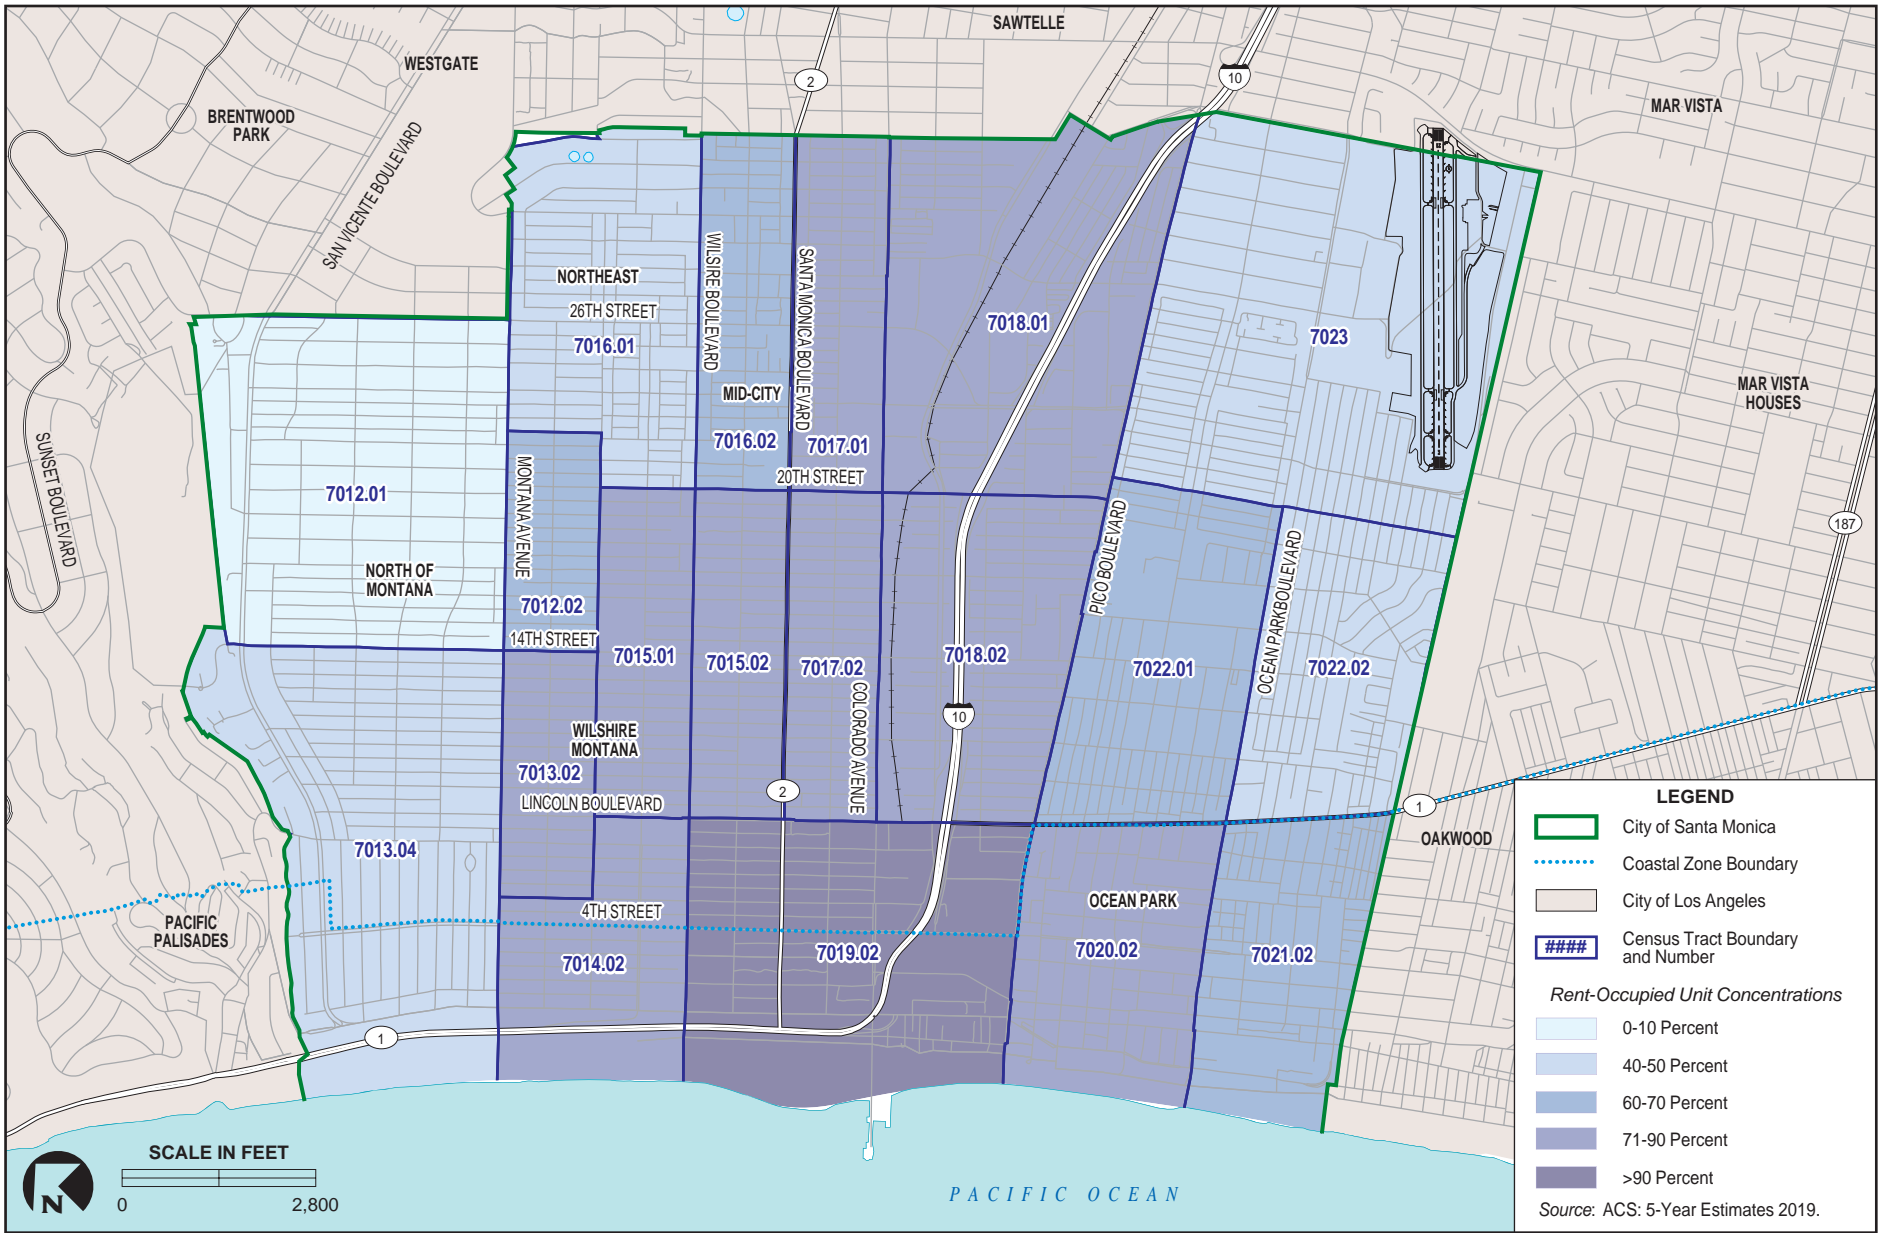 SAWTELLE
WESTGATE
2
10
MAR VISTA
BRENTWOOD
PARK
SAN VICENTE BOULEVARD
NORTHEAST
26TH STREET
7016.01
WILSIRE BOULEVARD
SANTA MONICA BOULEVARD
7018.01
7023
MID-CITY
7016.02
7017.01
20TH STREET
MAR VISTA
HOUSES
SUNSET BOULEVARD
7012.01
MONTANA AVENUE
NORTH OF
MONTANA
7012.02
14TH STREET
PICO BOULEVARD
OCEAN PARKBOULEVARD
187
7015.01
7015.02
7017.02
7018.02
7022.01
7022.02
COLORADO AVENUE
10
WILSHIRE
MONTANA
7013.02
LINCOLN BOULEVARD
2
1
OAKWOOD
7013.04
4TH STREET
OCEAN PARK
PACIFIC
PALISADES
7014.02
7019.02
7020.02
7021.02
1
LEGEND
City of Santa Monica
Coastal Zone Boundary
City of Los Angeles
####
Census Tract Boundary
and Number
Rent-Occupied Unit Concentrations
0-10 Percent
40-50 Percent
60-70 Percent
71-90 Percent
>90 Percent
Source: ACS: 5-Year Estimates 2019.
SCALE IN FEET
0 2,800
N
PACIFIC OCEAN